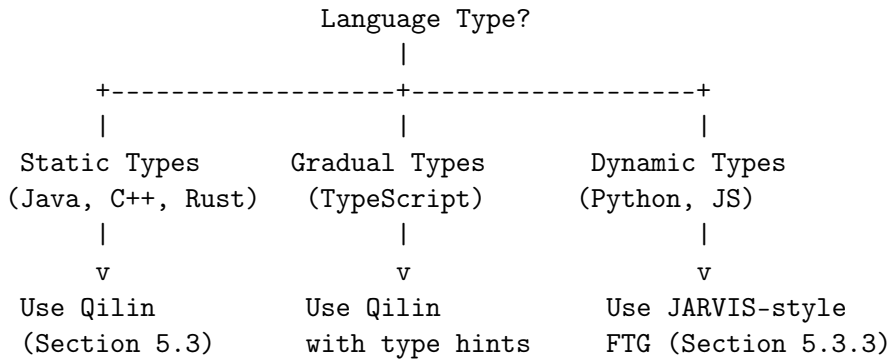 Language Type?
|
+-------------------+-------------------+
| | |
Static Types Gradual Types Dynamic Types
(Java, C++, Rust) (TypeScript) (Python, JS)
| | |
v v v
Use Qilin Use Qilin Use JARVIS-style
(Section 5.3) with type hints FTG (Section 5.3.3)